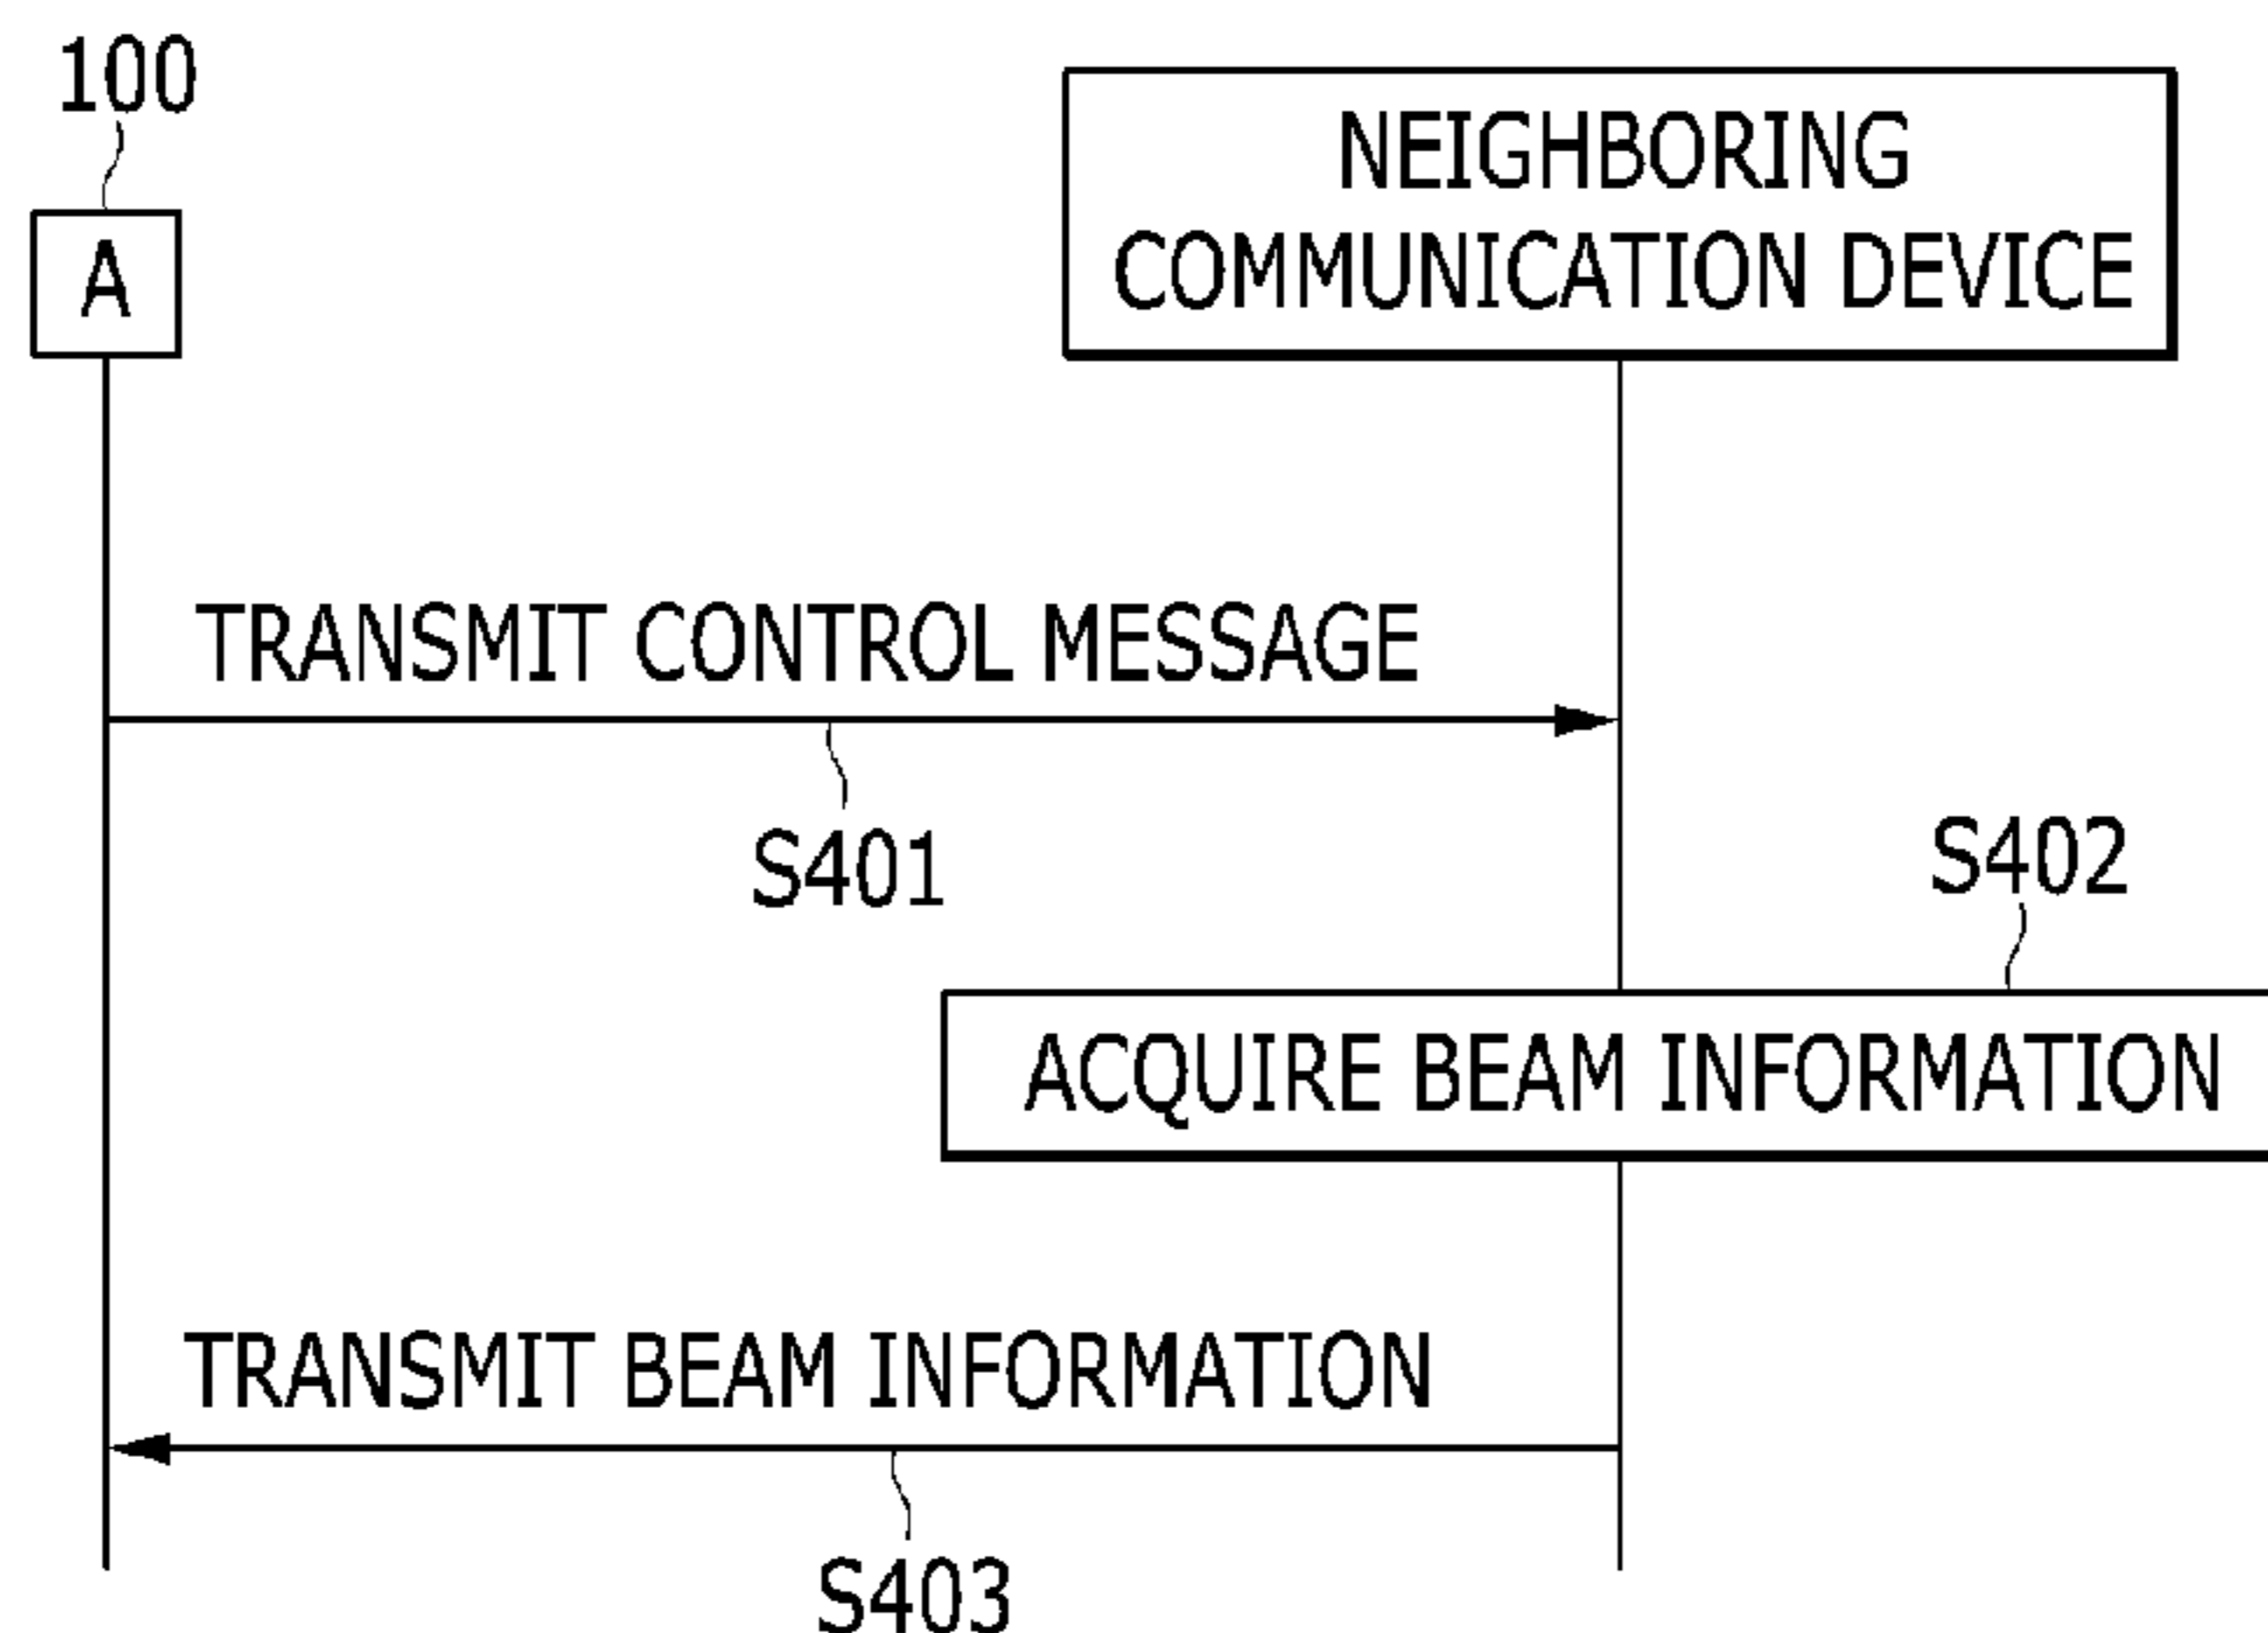 100
A
NEIGHBORING
COMMUNICATION DEVICE
TRANSMIT CONTROL MESSAGE
S401
S402
ACQUIRE BEAM INFORMATION
TRANSMIT BEAM INFORMATION
S403